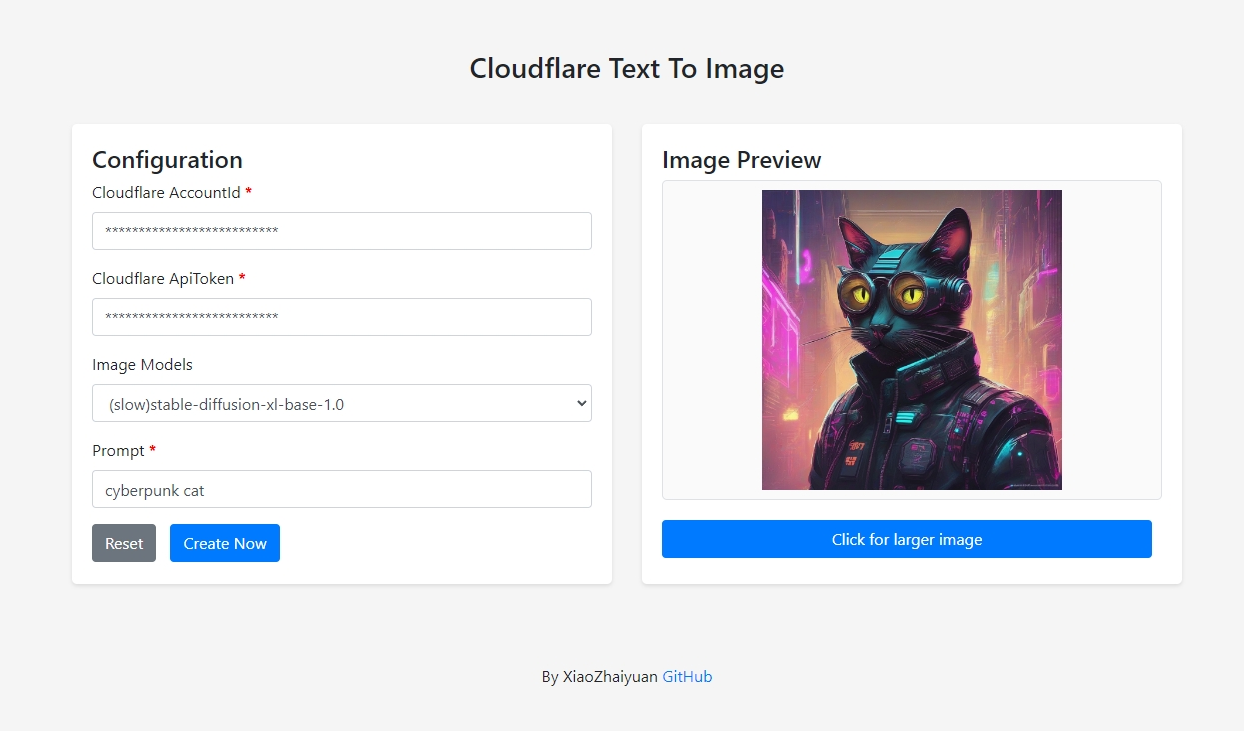 Cloudflare Text To Image
Configuration
Cloudflare AccountId *
**************************
Cloudflare ApiToken *
**************************
Image Models
(slow)stable-diffusion-xl-base-1.0
Prompt *
cyberpunk cat
Reset
Create Now
Image Preview
Click for larger image
By XiaoZhaiyuan GitHub